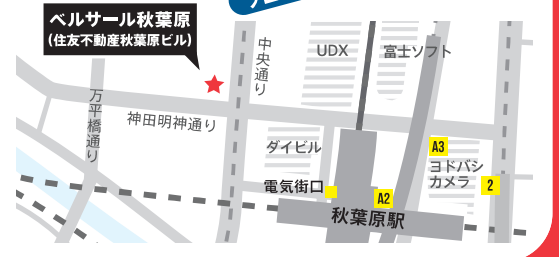 ベルサール秋葉原
(住友不動産秋葉原ビル)
中央通り
UDX
富士ソフト
万平橋通り
神田明神通り
ダイビル
A3
ヨドバシ
カメラ
電気街口
A2
2
秋葉原駅